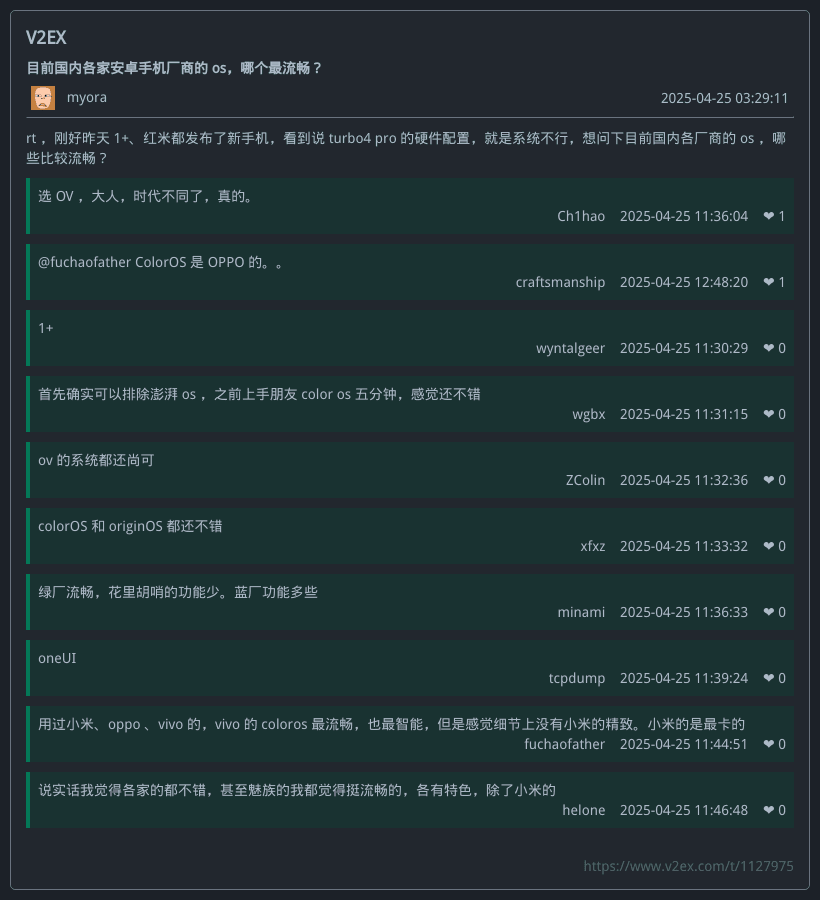 V2EX
目前国内各家安卓手机厂商的 os，哪个最流畅？
myora 2025-04-25 03:29:11
rt ，刚好昨天 1+、红米都发布了新手机，看到说 turbo4 pro 的硬件配置，就是系统不行，想问下目前国内各厂商的 os ，哪
些比较流畅？
选 OV ，大人，时代不同了，真的。
Ch1hao 2025-04-25 11:36:04 ❤ 1
@fuchaofather ColorOS 是 OPPO 的。。
craftsmanship 2025-04-25 12:48:20 ❤ 1
1+
wyntalgeer 2025-04-25 11:30:29 ❤ 0
首先确实可以排除澎湃 os ，之前上手朋友 color os 五分钟，感觉还不错
wgbx 2025-04-25 11:31:15 ❤ 0
ov 的系统都还尚可
ZColin 2025-04-25 11:32:36 ❤ 0
colorOS 和 originOS 都还不错
xfxz 2025-04-25 11:33:32 ❤ 0
绿厂流畅，花里胡哨的功能少。蓝厂功能多些
minami 2025-04-25 11:36:33 ❤ 0
oneUI
tcpdump 2025-04-25 11:39:24 ❤ 0
用过小米、oppo 、vivo 的，vivo 的 coloros 最流畅，也最智能，但是感觉细节上没有小米的精致。小米的是最卡的
fuchaofather 2025-04-25 11:44:51 ❤ 0
说实话我觉得各家的都不错，甚至魅族的我都觉得挺流畅的，各有特色，除了小米的
helone 2025-04-25 11:46:48 ❤ 0
https://www.v2ex.com/t/1127975